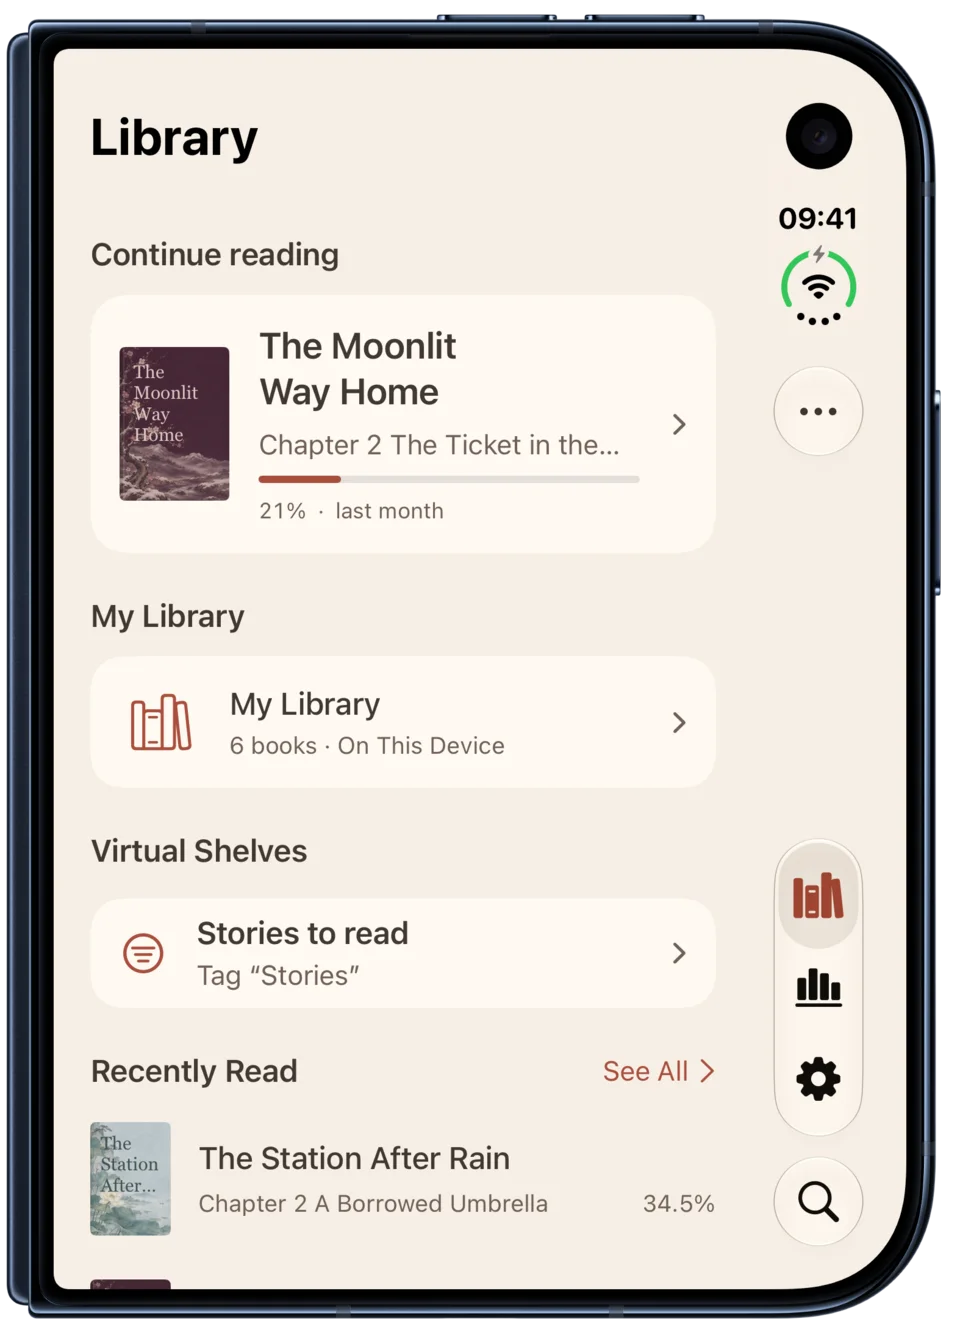 Library
09:41
Continue reading
The
Moonlit
Way
Home
The Moonlit
Way Home
Chapter 2 The Ticket in the...
21% · last month
My Library
My Library
6 books · On This Device
Virtual Shelves
Stories to read
Tag “Stories”
Recently Read
See All
The
Station
After...
The Station After Rain
Chapter 2 A Borrowed Umbrella
34.5%